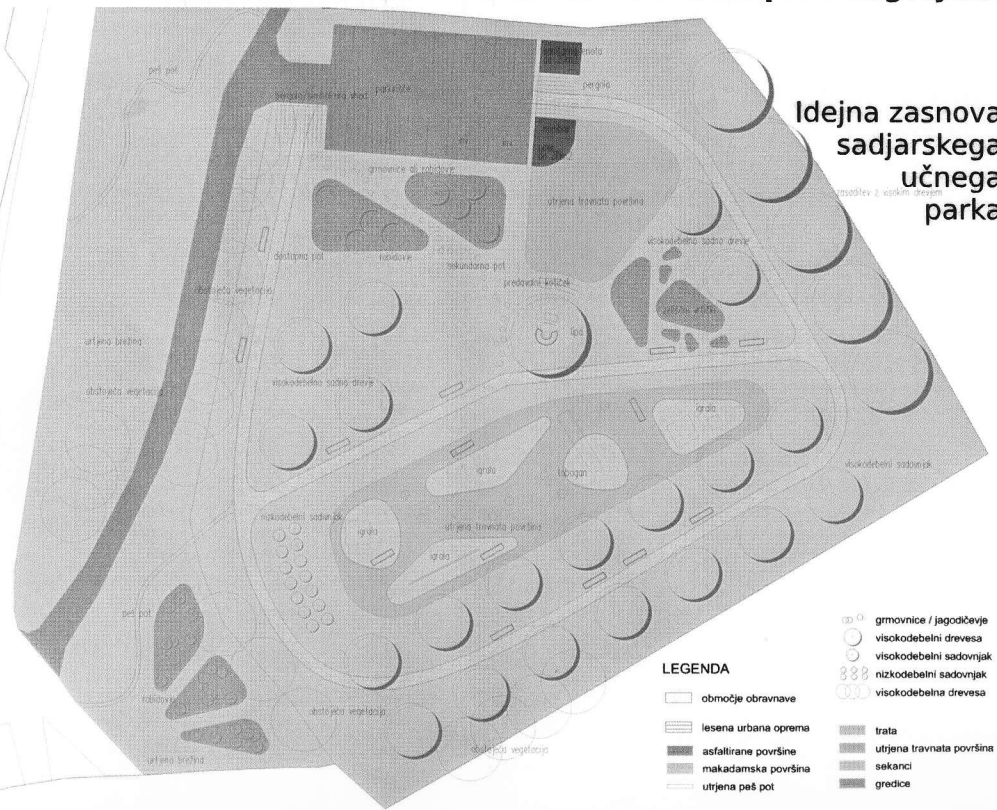 peš pot
parkirišče
pergola
Idejna zasnova
sadjarskega
učnega
parka
zasaditev z visokim drevjem
grmovnice ali robidovje
utrjena travnata površina
dostopna pot
robidovje
sekundarna pot
visokodebelno sadno drevje
obstoječa vegetacija
lipa
utrjena brežina
obstoječa vegetacija
visokodebelno sadno drevje
igrala
igrala
tobogan
visokodebelni sadovnjak
nizkodebelni sadovnjak
igrala
utrjena travnata površina
igrala
peš pot
obstoječa vegetacija
obstoječa vegetacija
utrjena brežina
LEGENDA
območje obravnave
lesena urbana oprema
asfaltirane površine
makadamska površina
utrjena peš pot
grmovnice / jagodičevje
visokodebelni drevesa
visokodebelni sadovnjak
nizkodebelni sadovnjak
visokodebelna drevesa
trata
utrjena travnata površina
sekanci
gredice